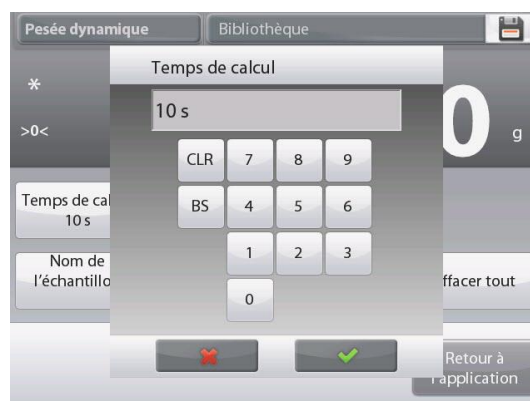 Pesée dynamique
Bibliothèque
Temps de calcul
10 s
*
>0<
0 g
CLR 7 8 9
BS 4 5 6
1 2 3
0
Temps de cal
10 s
Nom de
l'échantillo
ffacer tout
Retour à
l'application